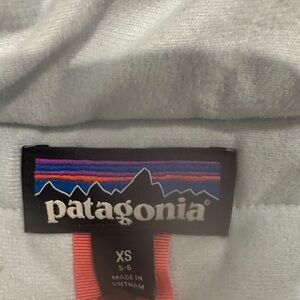 patagonia®
XS
5-6
MADE IN
VIETNAM